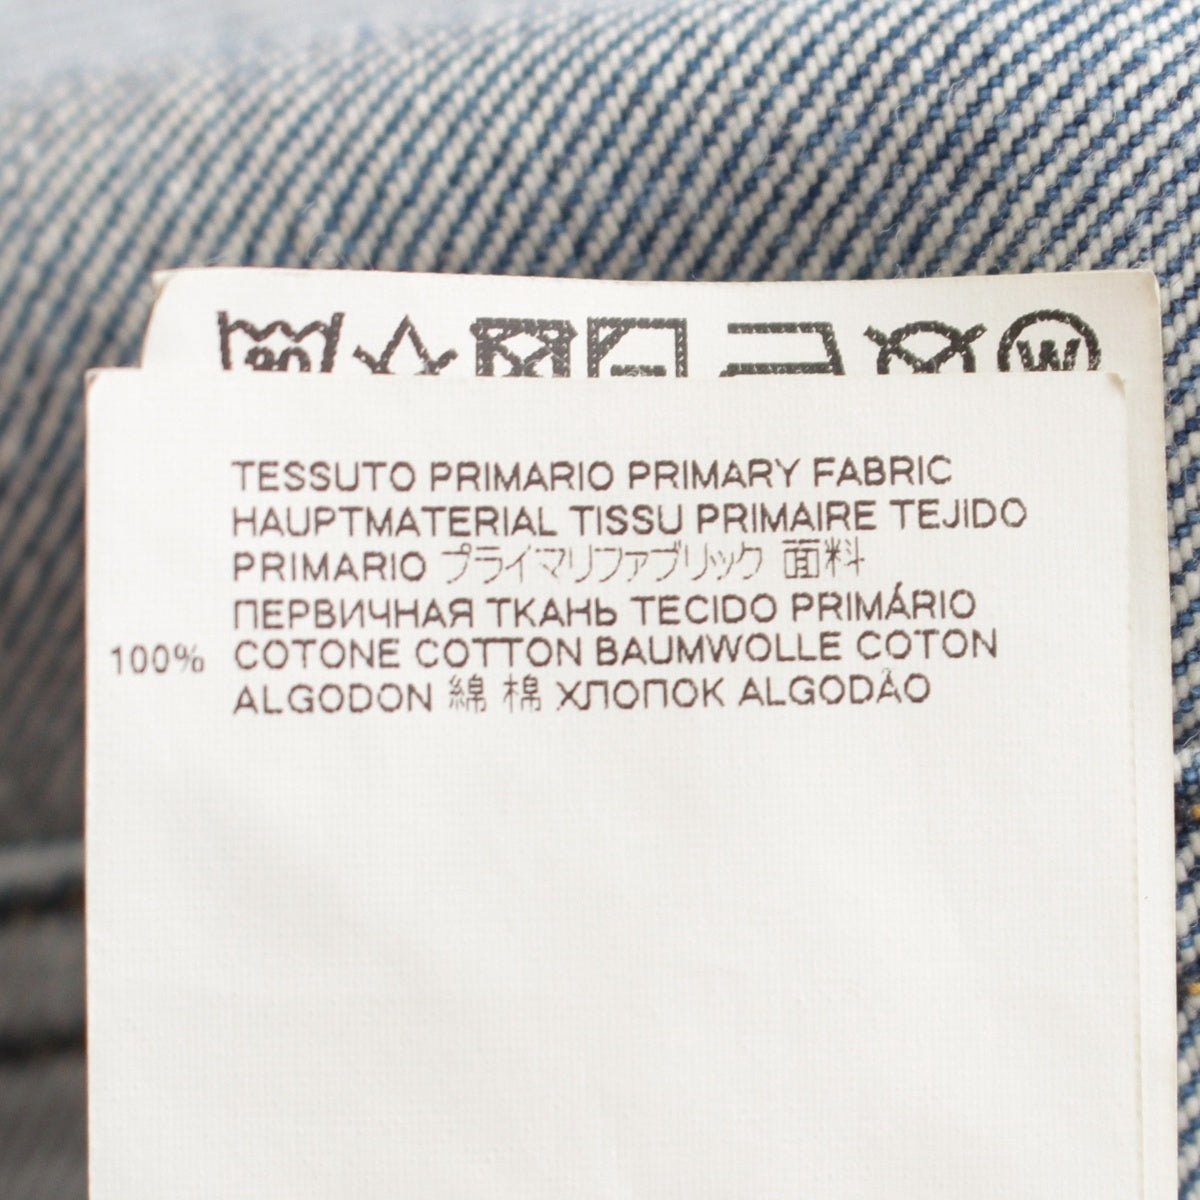 W
TESSUTO PRIMARIO PRIMARY FABRIC
HAUPTMATERIAL TISSU PRIMAIRE TEJIDO
PRIMARIO プライマリファブリック 面料
ПЕРВИЧНАЯ ТКАНЬ TECIDO PRIMÁRIO
100% COTONE COTTON BAUMWOLLE COTON
ALGODON 綿 棉 ХЛОПОК ALGODÃO